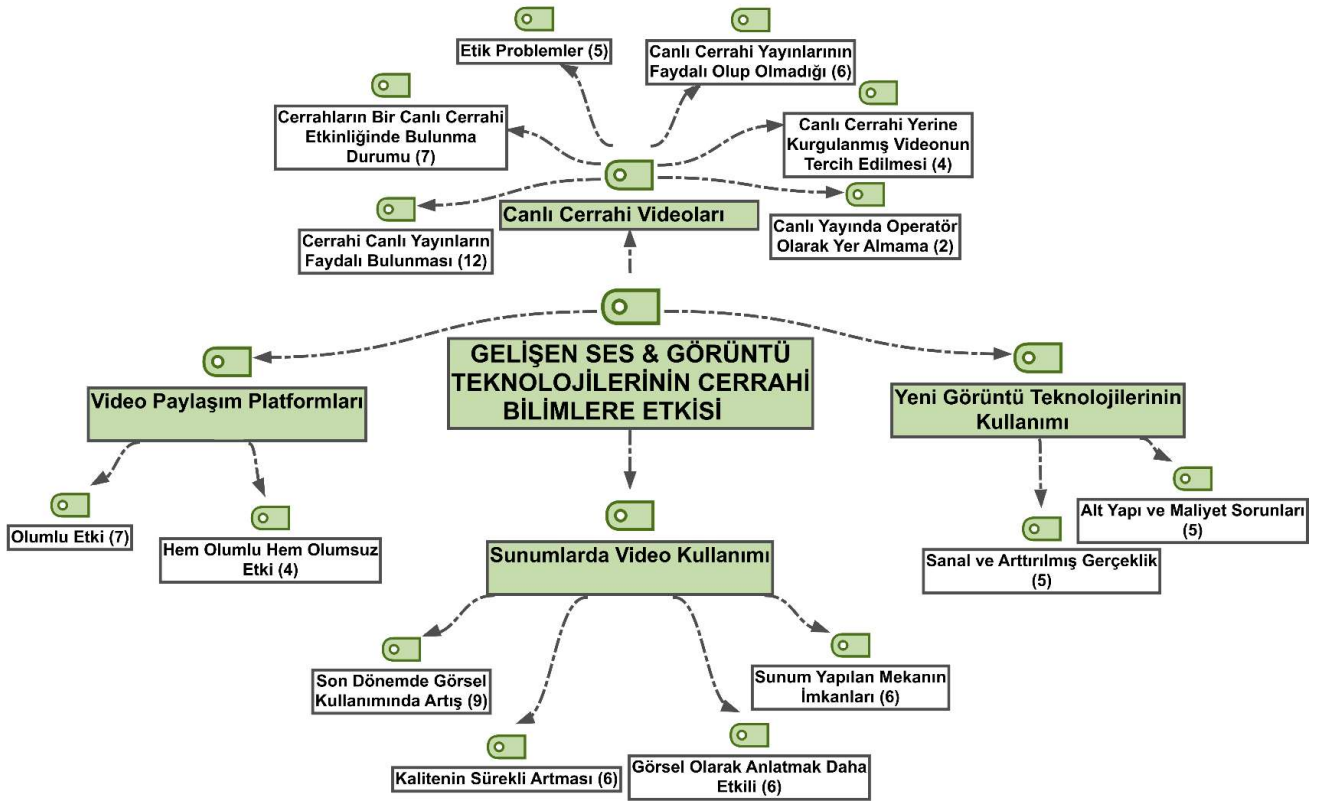 Etik Problemler (5)
Canlı Cerrahi Yayınlarının
Faydalı Olup Olmadığı (6)
Cerrahların Bir Canlı Cerrahi
Etkinliğinde Bulunma
Durumu (7)
Canlı Cerrahi Yerine
Kurgulanmış Videonun
Tercih Edilmesi (4)
Canlı Cerrahi Videoları
Cerrahi Canlı Yayınların
Faydalı Bulunması (12)
Canlı Yayında Operatör
Olarak Yer Almama (2)
GELİŞEN SES & GÖRÜNTÜ
TEKNOLOJİLERİNİN CERRAHİ
BİLİMLERE ETKİSİ
Video Paylaşım Platformları
Yeni Görüntü Teknolojilerinin
Kullanımı
Olumlu Etki (7)
Hem Olumlu Hem Olumsuz
Etki (4)
Alt Yapı ve Maliyet Sorunları
(5)
Sanal ve Arttırılmış Gerçeklik
(5)
Sunumlarda Video Kullanımı
Son Dönemde Görsel
Kullanımında Artış (9)
Sunum Yapılan Mekanın
İmkanları (6)
Kalitenin Sürekli Artması (6)
Görsel Olarak Anlatmak Daha
Etkili (6)